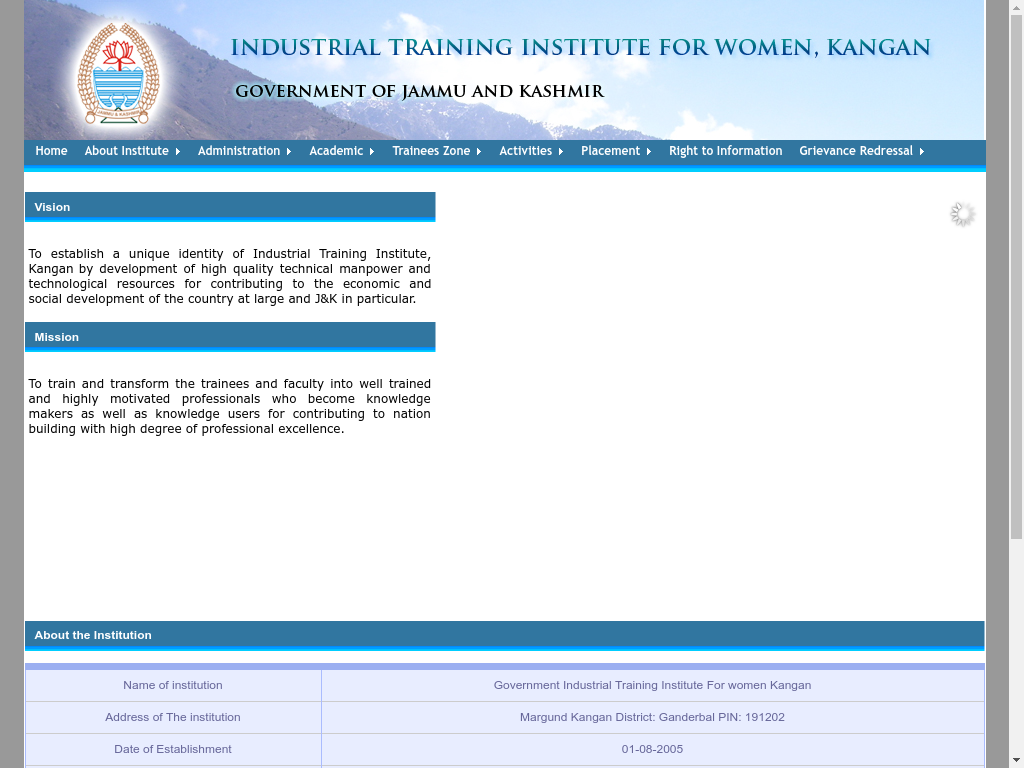 INDUSTRIAL TRAINING INSTITUTE FOR WOMEN, KANGAN
GOVERNMENT OF JAMMU AND KASHMIR
JAMMU & KASHMIR
Home About Institute Administration Academic Trainees Zone Activities Placement Right to Information Grievance Redressal
Vision
To establish a unique identity of Industrial Training Institute,
Kangan by development of high quality technical manpower and
technological resources for contributing to the economic and
social development of the country at large and J&K in particular.
Mission
To train and transform the trainees and faculty into well trained
and highly motivated professionals who become knowledge
makers as well as knowledge users for contributing to nation
building with high degree of professional excellence.
About the Institution
Name of institution Government Industrial Training Institute For women Kangan
Address of The institution Margund Kangan District: Ganderbal PIN: 191202
Date of Establishment 01-08-2005